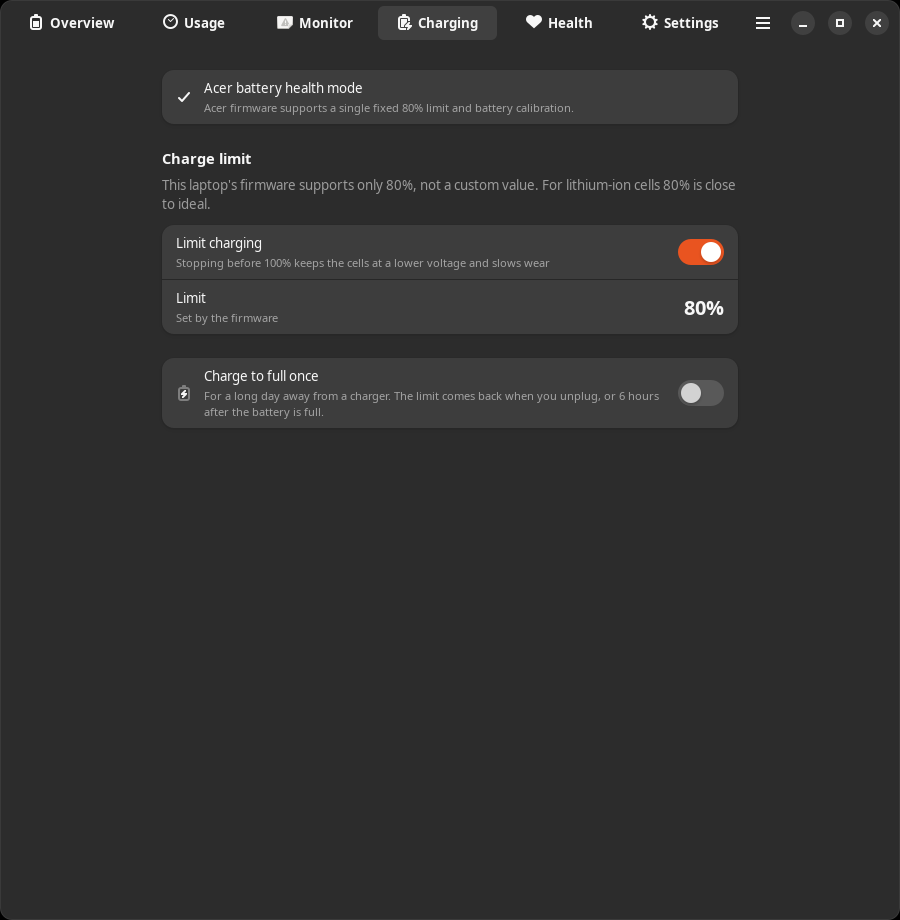 Overview
Usage
Monitor
Charging
Health
Settings
Acer battery health mode
Acer firmware supports a single fixed 80% limit and battery calibration.
Charge limit
This laptop's firmware supports only 80%, not a custom value. For lithium-ion cells 80% is close
to ideal.
Limit charging
Stopping before 100% keeps the cells at a lower voltage and slows wear
Limit
Set by the firmware
80%
Charge to full once
For a long day away from a charger. The limit comes back when you unplug, or 6 hours
after the battery is full.